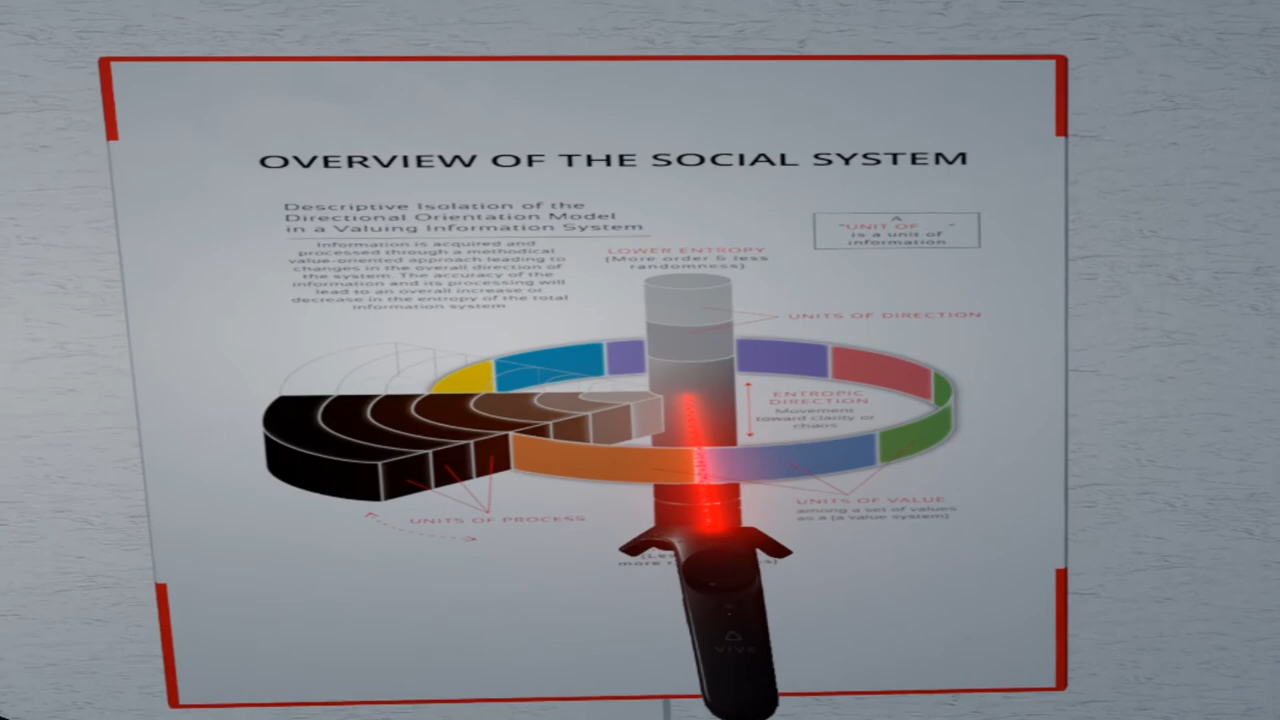 OVERVIEW OF THE SOCIAL SYSTEM
Descriptive Isolation of the
Directional Orientation Model
in a Valuing Information System
Information is acquired and
processed through a methodical
value-oriented approach leading to
changes in the overall direction of
the system. The accuracy of the
information and its processing will
lead to an overall increase or
decrease in the entropy of the total
information system
LOWER ENTROPY
(More order & less
randomness)
A
"UNIT OF    "
is a unit of
information
UNITS OF DIRECTION
ENTROPIC
DIRECTION
Movement
toward clarity or
chaos
UNITS OF VALUE
among a set of values
as a (a value system)
UNITS OF PROCESS
more
VIVE